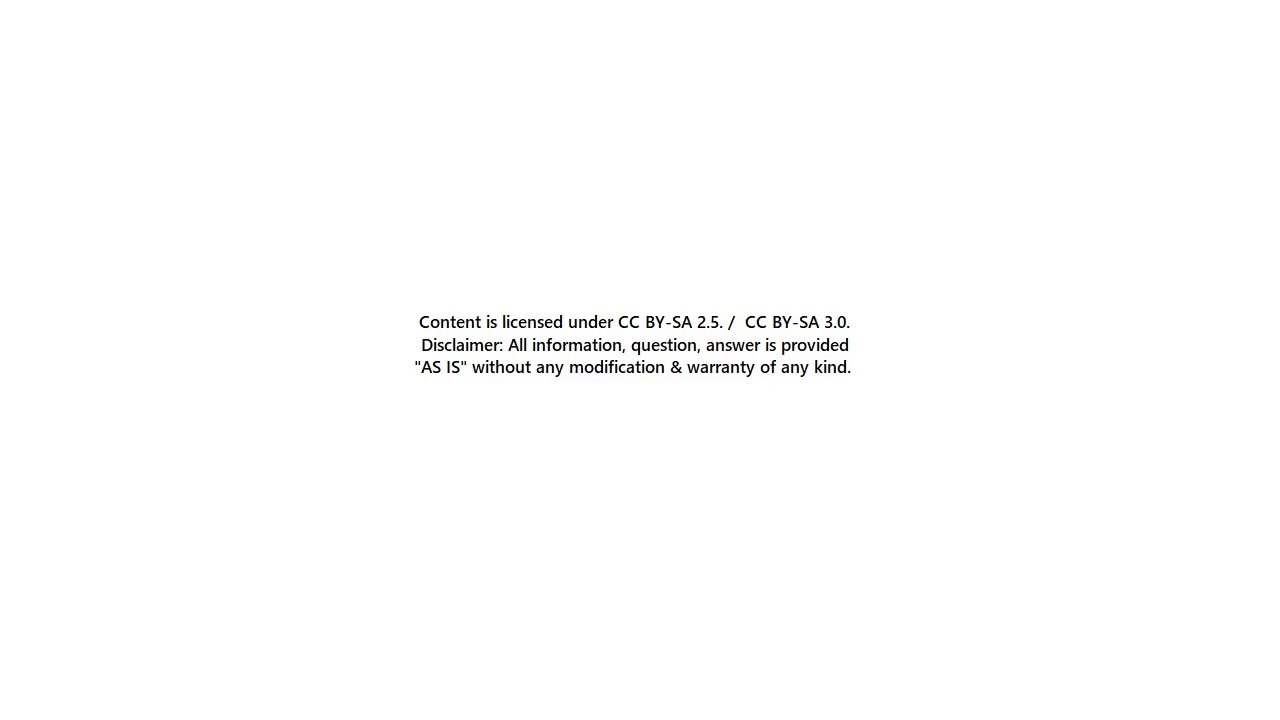 Content is licensed under CC BY-SA 2.5. /  CC BY-SA 3.0.
Disclaimer: All information, question, answer is provided
"AS IS" without any modification & warranty of any kind.